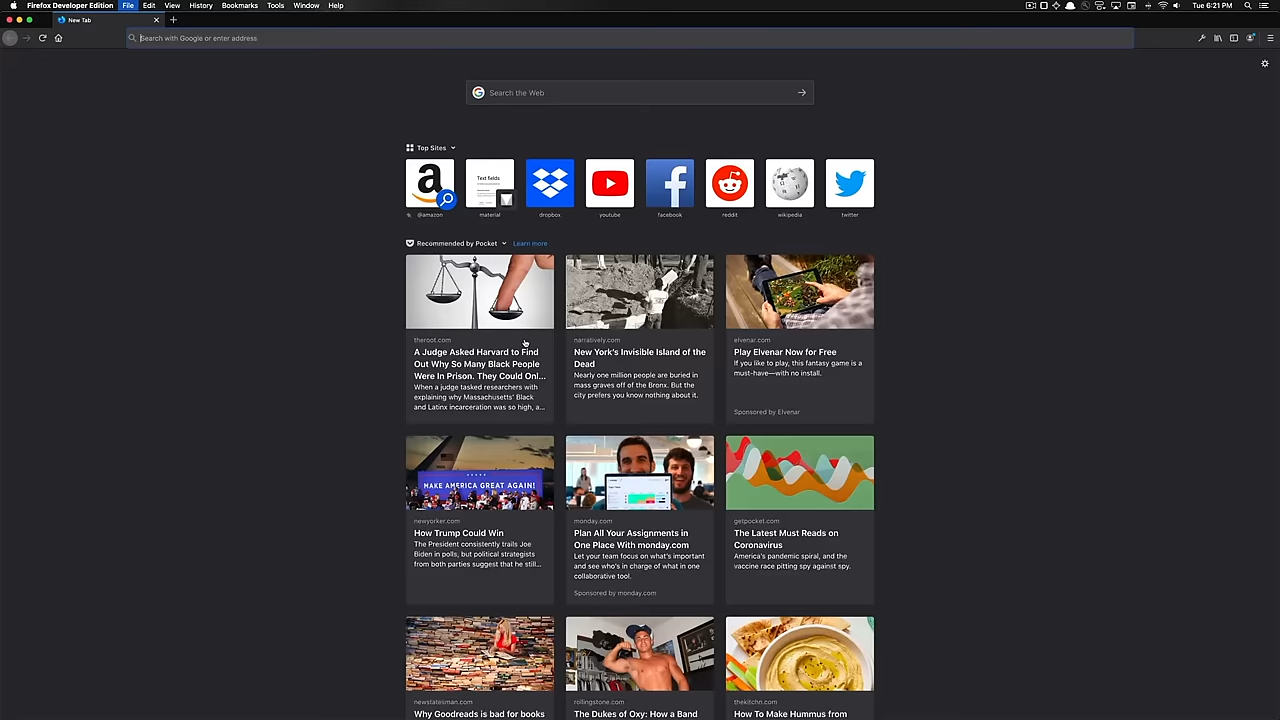 Firefox Developer Edition File Edit View History Bookmarks Tools Window Help Tue 6:21 PM
New Tab
Search with Google or enter address
Search the Web
Top Sites
a
Text fields
@amazon material dropbox youtube facebook reddit wikipedia twitter
Recommended by Pocket Learn more
theroot.com
A Judge Asked Harvard to Find
Out Why So Many Black People
Were In Prison. They Could Onl...
When a judge tasked researchers with
explaining why Massachusetts' Black
and Latinx incarceration was so high, a...
narratively.com
New York's Invisible Island of the
Dead
Nearly one million people are buried in
mass graves off of the Bronx. But the
city prefers you know nothing about it.
elvenar.com
Play Elvenar Now for Free
If you like to play, this fantasy game is a
must-have—with no install.
Sponsored by Elvenar
MAKE AMERICA GREAT AGAIN!
newyorker.com
How Trump Could Win
The President consistently trails Joe
Biden in polls, but political strategists
from both parties suggest that he still...
monday.com
Plan All Your Assignments in
One Place With monday.com
Let your team focus on what's important
and see who's in charge of what in one
collaborative tool.
Sponsored by monday.com
getpocket.com
The Latest Must Reads on
Coronavirus
America's pandemic spiral, and the
vaccine race pitting spy against spy.
newstatesman.com
Why Goodreads is bad for books
rollingstone.com
The Dukes of Oxy: How a Band
thekitchn.com
How To Make Hummus from